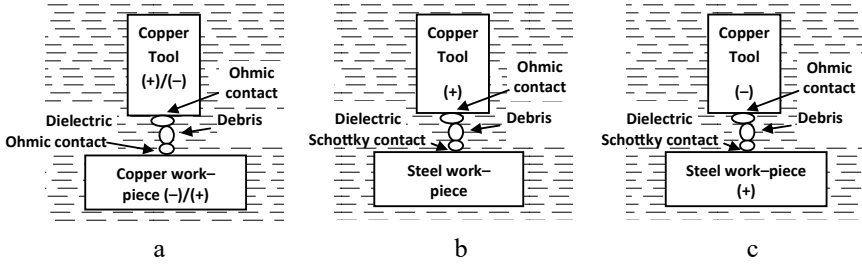 Copper
Tool
(+)/(–)
Ohmic
contact
Dielectric
Debris
Ohmic contact
Copper work–
piece (–)/(+)
a
Copper
Tool
(+)
Ohmic
contact
Dielectric
Debris
Schottky contact
Steel work–
piece
b
Copper
Tool
(–)
Ohmic
contact
Dielectric
Debris
Schottky contact
Steel work–piece
(+)
c